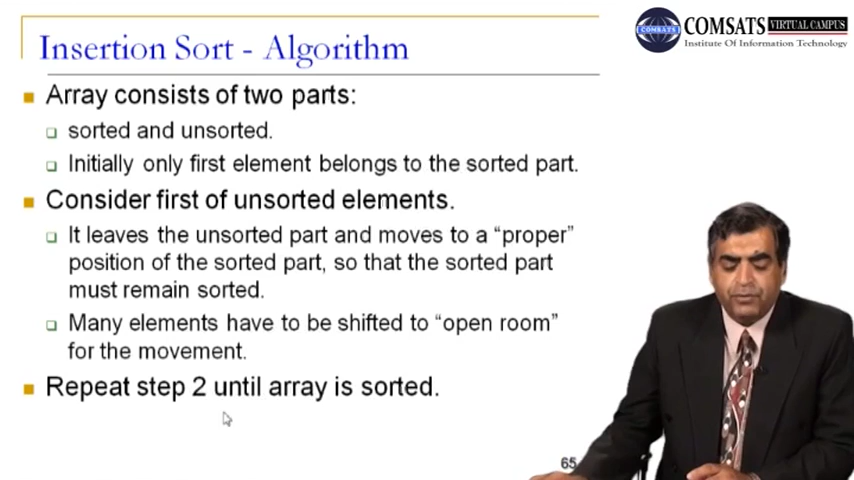 Insertion Sort - Algorithm
COMSATS VIRTUAL CAMPUS
COMSATS
Institute Of Information Technology
Array consists of two parts:
sorted and unsorted.
Initially only first element belongs to the sorted part.
Consider first of unsorted elements.
It leaves the unsorted part and moves to a “proper”
position of the sorted part, so that the sorted part
must remain sorted.
Many elements have to be shifted to “open room”
for the movement.
Repeat step 2 until array is sorted.
65